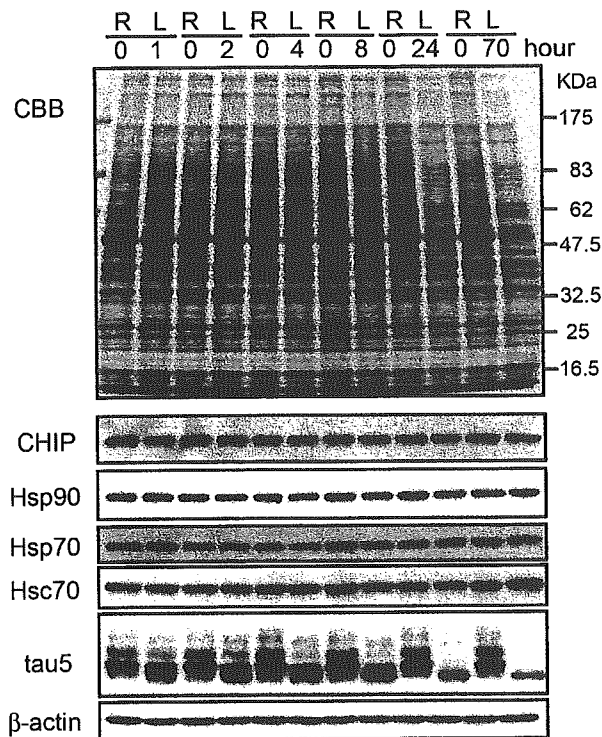 R L R L R L R L R L R L
0 1 0 2 0 4 0 8 0 24 0 70 hour
CBB
KDa
175
83
62
47.5
32.5
25
16.5
CHIP
Hsp90
Hsp70
Hsc70
tau5
β-actin